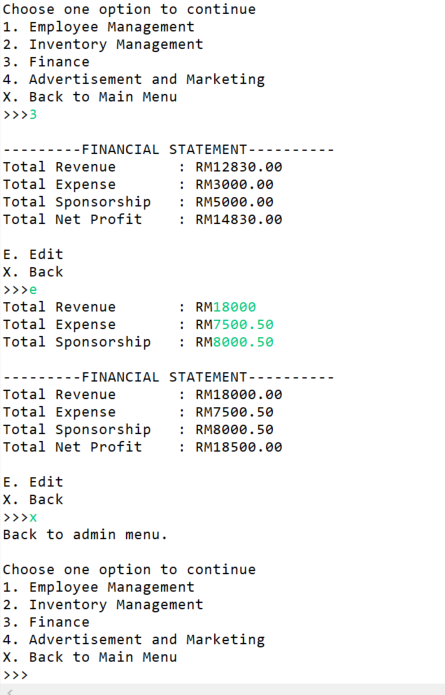 Choose one option to continue
1. Employee Management
2. Inventory Management
3. Finance
4. Advertisement and Marketing
X. Back to Main Menu
>>>3
---------FINANCIAL STATEMENT----------
Total Revenue       : RM12830.00
Total Expense       : RM3000.00
Total Sponsorship   : RM5000.00
Total Net Profit    : RM14830.00
E. Edit
X. Back
>>>e
Total Revenue       : RM18000
Total Expense       : RM7500.50
Total Sponsorship   : RM8000.50
---------FINANCIAL STATEMENT----------
Total Revenue       : RM18000.00
Total Expense       : RM7500.50
Total Sponsorship   : RM8000.50
Total Net Profit    : RM18500.00
E. Edit
X. Back
>>>x
Back to admin menu.
Choose one option to continue
1. Employee Management
2. Inventory Management
3. Finance
4. Advertisement and Marketing
X. Back to Main Menu
>>>